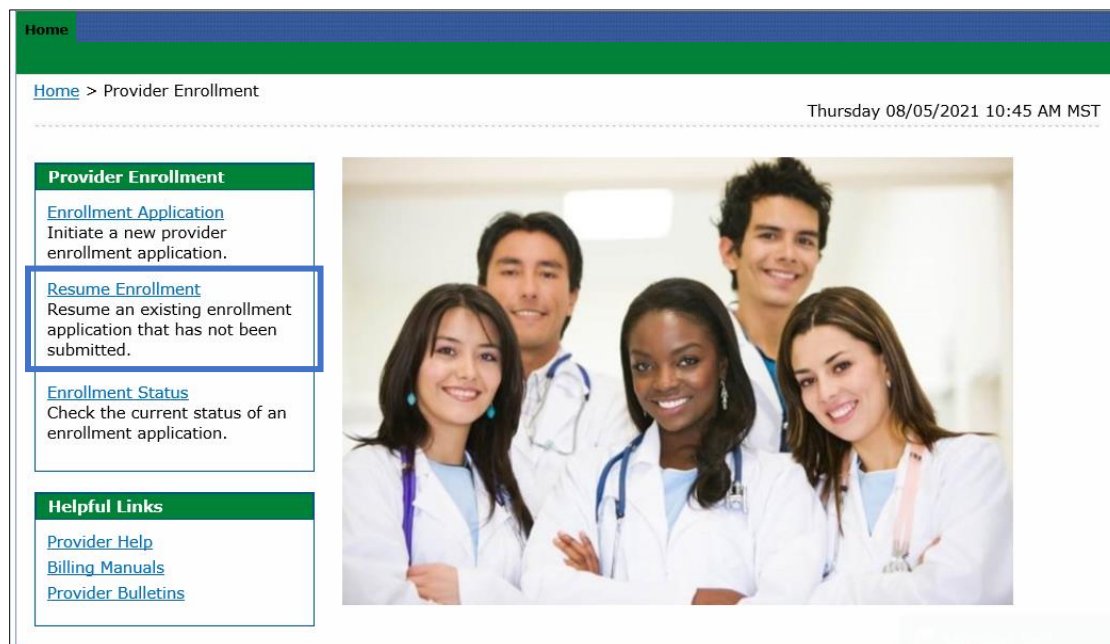 Home
Home > Provider Enrollment
Thursday 08/05/2021 10:45 AM MST
Provider Enrollment
Enrollment Application
Initiate a new provider
enrollment application.
Resume Enrollment
Resume an existing enrollment
application that has not been
submitted.
Enrollment Status
Check the current status of an
enrollment application.
Helpful Links
Provider Help
Billing Manuals
Provider Bulletins